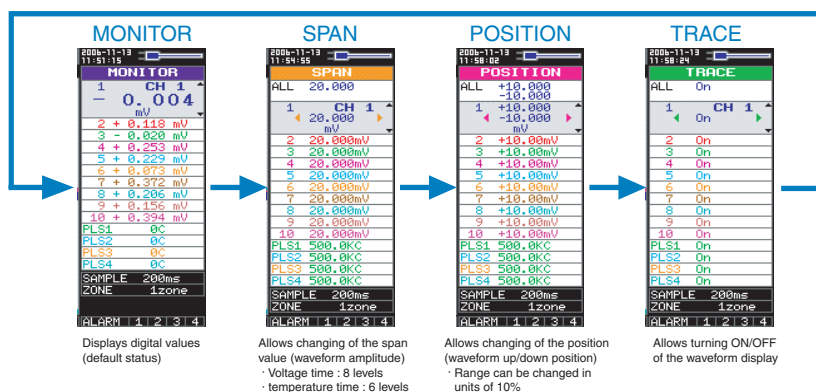 MONITOR
SPAN
POSITION
TRACE
2006-11-13
11:51:15
MONITOR
1 CH 1
- 0.004
mV
2 + 0.118 mV
3 - 0.020 mV
4 + 0.253 mV
5 + 0.229 mV
6 + 0.073 mV
7 + 0.372 mV
8 + 0.206 mV
9 + 0.156 mV
10 + 0.394 mV
PLS1 0C
PLS2 0C
PLS3 0C
PLS4 0C
SAMPLE 200ms
ZONE 1zone
ALARM 1 2 3 4
Displays digital values
(default status)
2006-11-13
11:54:55
SPAN
ALL 20.000
1 CH 1
20.000
mV
2 20.000mV
3 20.000mV
4 20.000mV
5 20.000mV
6 20.000mV
7 20.000mV
8 20.000mV
9 20.000mV
10 20.000mV
PLS1 500.0KC
PLS2 500.0KC
PLS3 500.0KC
PLS4 500.0KC
SAMPLE 200ms
ZONE 1zone
ALARM 1 2 3 4
Allows changing of the span
value (waveform amplitude)
· Voltage time : 8 levels
· temperature time : 6 levels
2006-11-13
11:58:02
POSITION
ALL +10.000
-10.000
1 +10.000
CH 1
-10.000
mV
2 +10.00mV
3 +10.00mV
4 +10.00mV
5 +10.00mV
6 +10.00mV
7 +10.00mV
8 +10.00mV
9 +10.00mV
10 +10.00mV
PLS1 500.0KC
PLS2 500.0KC
PLS3 500.0KC
PLS4 500.0KC
SAMPLE 200ms
ZONE 1zone
ALARM 1 2 3 4
Allows changing of the position
(waveform up/down position)
· Range can be changed in
units of 10%
2006-11-13
11:58:24
TRACE
ALL On
1 CH 1
On
2 On
3 On
4 On
5 On
6 On
7 On
8 On
9 On
10 On
PLS1 On
PLS2 On
PLS3 On
PLS4 On
SAMPLE 200ms
ZONE 1zone
ALARM 1 2 3 4
Allows turning ON/OFF
of the waveform display